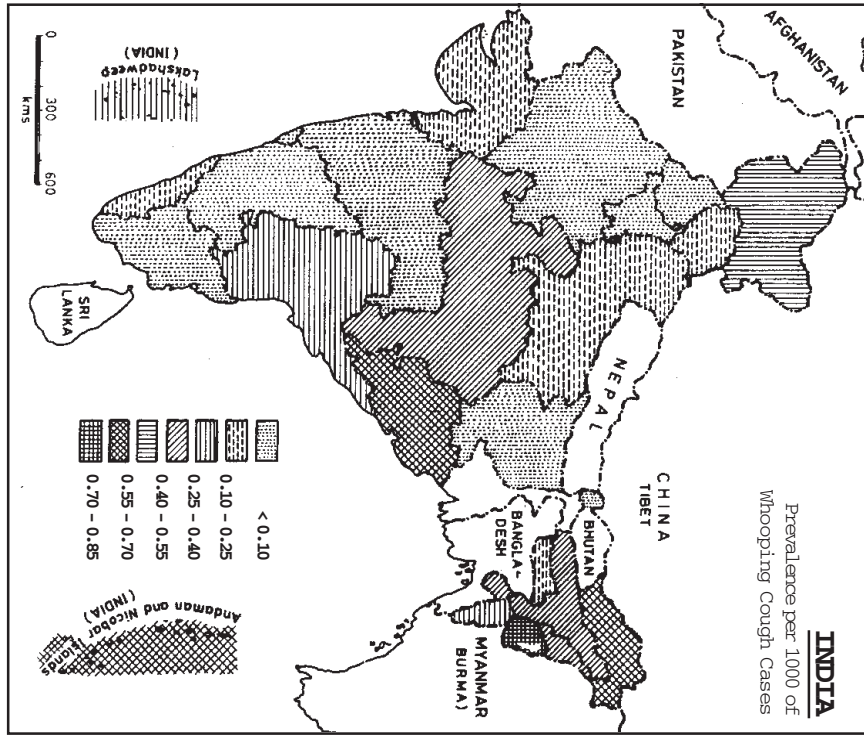 INDIA
Prevalence per 1000 of
Whooping Cough Cases
AFGHANISTAN
PAKISTAN
CHINA
TIBET
NEPAL
BHUTAN
BANGLA-
DESH
MYANMAR
BURMA)
SRI
LANKA
Lakshadweep
(INDIA)
0 300 600
kms
< 0.10
0.10 - 0.25
0.25 - 0.40
0.40 - 0.55
0.55 - 0.70
0.70 - 0.85
Andaman and Nicobar Islands
(INDIA)